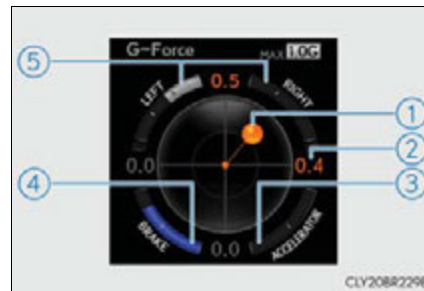 G-Force MAX 1.0G
5
LEFT 0.5 RIGHT
1
2
0.0 0.4
4 3
BRAKE 0.0 ACCELERATOR
CLY20BR229E